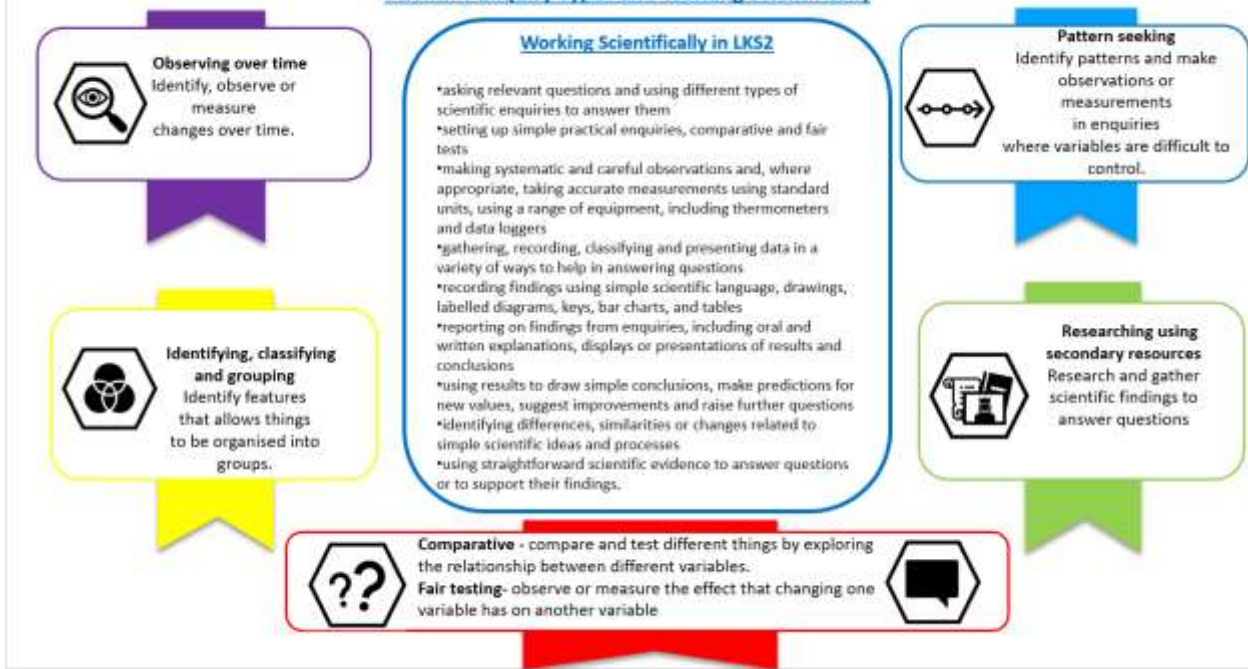 Working Scientifically in LKS2
•asking relevant questions and using different types of
scientific enquiries to answer them
•setting up simple practical enquiries, comparative and fair
tests
•making systematic and careful observations and, where
appropriate, taking accurate measurements using standard
units, using a range of equipment, including thermometers
and data loggers
•gathering, recording, classifying and presenting data in a
variety of ways to help in answering questions
•recording findings using simple scientific language, drawings,
labelled diagrams, keys, bar charts, and tables
•reporting on findings from enquiries, including oral and
written explanations, displays or presentations of results and
conclusions
•using results to draw simple conclusions, make predictions for
new values, suggest improvements and raise further questions
•identifying differences, similarities or changes related to
simple scientific ideas and processes
•using straightforward scientific evidence to answer questions
or to support their findings.
Observing over time
Identify, observe or
measure
changes over time.
Pattern seeking
Identify patterns and make
observations or
measurements
in enquiries
where variables are difficult to
control.
Identifying, classifying
and grouping
Identify features
that allows things
to be organised into
groups.
Researching using
secondary resources
Research and gather
scientific findings to
answer questions
??
Comparative - compare and test different things by exploring
the relationship between different variables.
Fair testing- observe or measure the effect that changing one
variable has on another variable